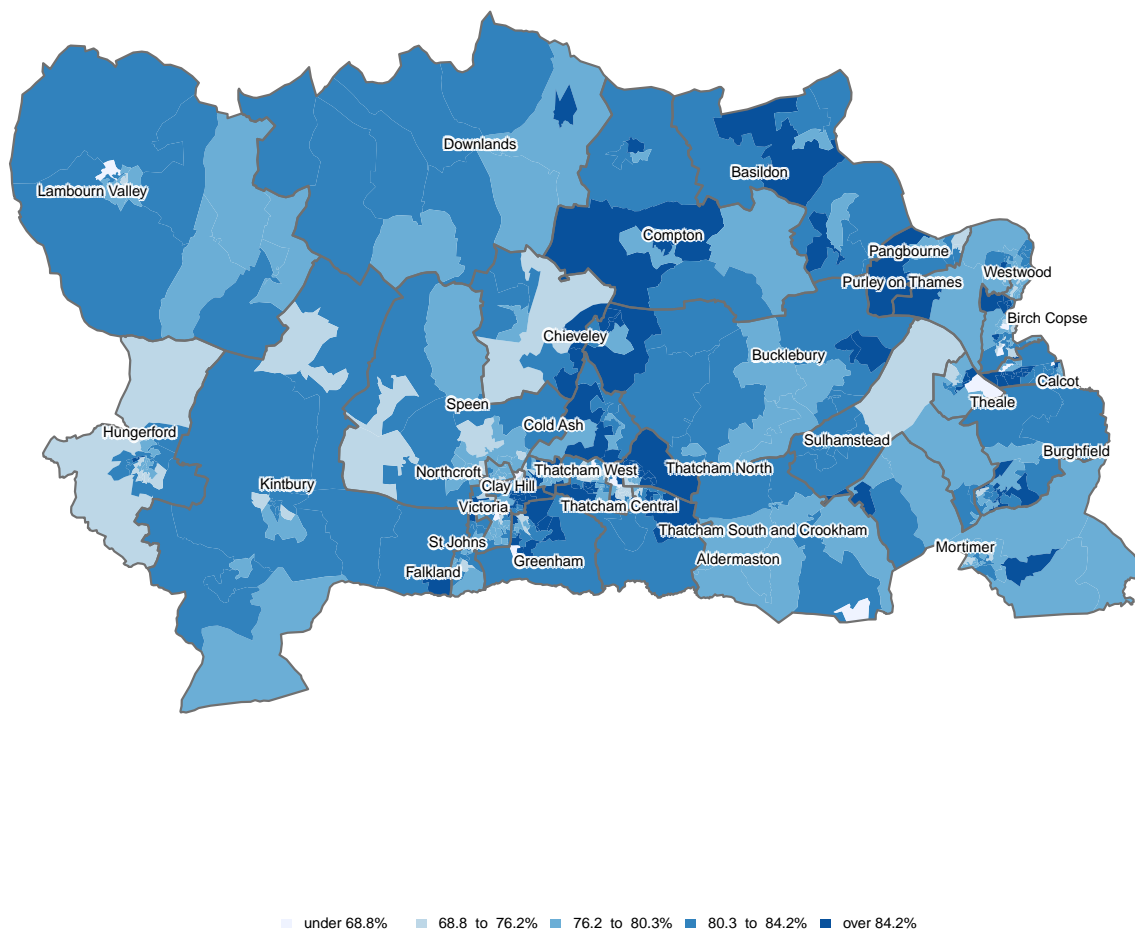 Downlands
Basildon
Lambourn Valley
Compton
Pangbourne
Westwood
Purley on Thames
Birch Copse
Chieveley
Bucklebury
Calcot
Theale
Speen
Cold Ash
Hungerford
Sulhamstead
Burghfield
Northcroft
Thatcham West
Thatcham North
Kintbury
Clay Hill
Victoria
Thatcham Central
Thatcham South and Crookham
St Johns
Mortimer
Greenham
Aldermaston
Falkland
under 68.8% 68.8 to 76.2% 76.2 to 80.3% 80.3 to 84.2% over 84.2%